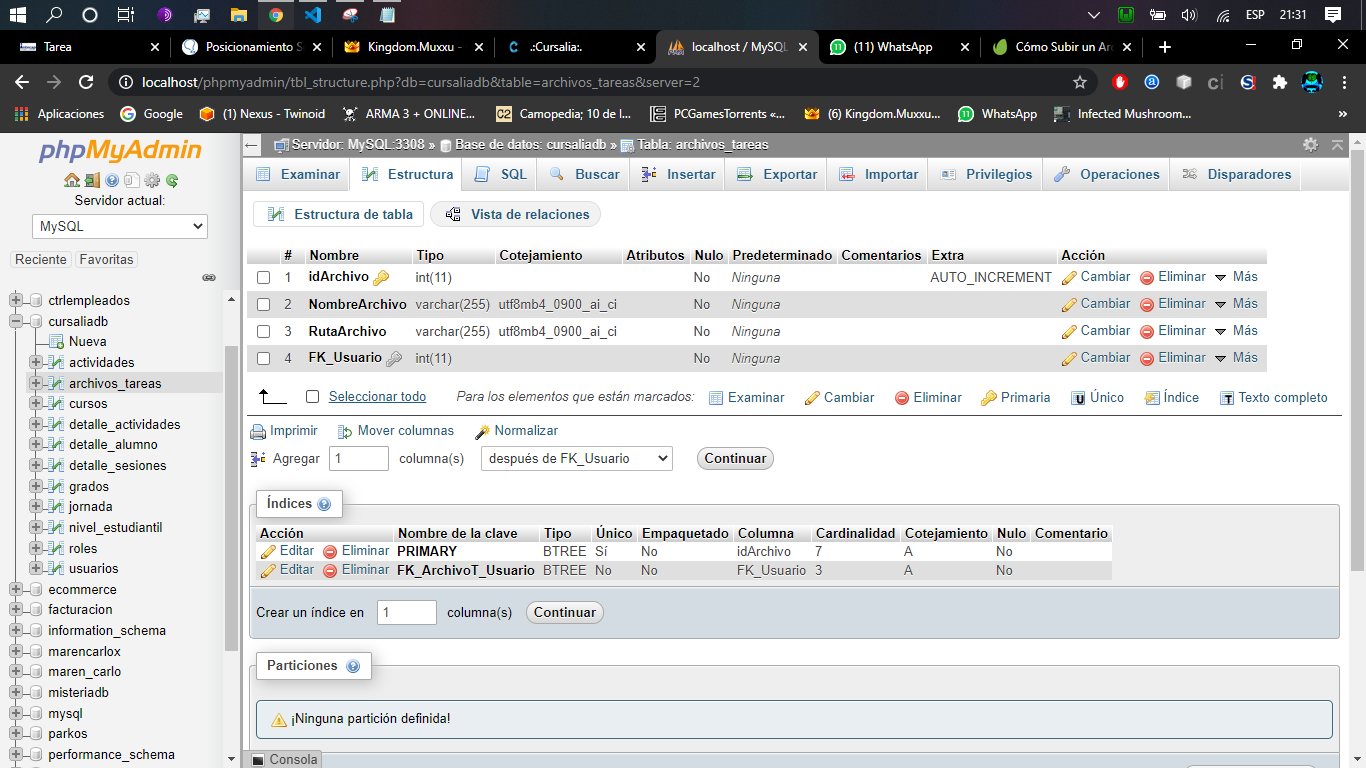 ESP 21:31
Tarea
Posicionamiento S
Kingdom.Muxxu -
.:Cursalia:.
localhost / MySQL
(11) WhatsApp
Cómo Subir un Arc
localhost/phpmyadmin/tbl_structure.php?db=cursaliadb&table=archivos_tareas&server=2
Aplicaciones
Google
(1) Nexus - Twinoid
ARMA 3 + ONLINE...
Camopedia; 10 de l...
PCGamesTorrents «...
(6) Kingdom.Muxxu...
WhatsApp
Infected Mushroom...
»
phpMyAdmin
Servidor actual:
MySQL
Reciente Favoritas
ctrlempleados
cursaliadb
Nueva
actividades
archivos_tareas
cursos
detalle_actividades
detalle_alumno
detalle_sesiones
grados
jornada
nivel_estudiantil
roles
usuarios
ecommerce
facturacion
information_schema
marencarlox
maren_carlo
misteriadb
mysql
parkos
performance_schema
Servidor: MySQL:3308 » Base de datos: cursaliadb » Tabla: archivos_tareas
Examinar Estructura SQL Buscar Insertar Exportar Importar Privilegios Operaciones Disparadores
Estructura de tabla Vista de relaciones
# Nombre Tipo Cotejamiento Atributos Nulo Predeterminado Comentarios Extra Acción
1 idArchivo int(11) No Ninguna AUTO_INCREMENT Cambiar Eliminar Más
2 NombreArchivo varchar(255) utf8mb4_0900_ai_ci No Ninguna Cambiar Eliminar Más
3 RutaArchivo varchar(255) utf8mb4_0900_ai_ci No Ninguna Cambiar Eliminar Más
4 FK_Usuario int(11) No Ninguna Cambiar Eliminar Más
Seleccionar todo Para los elementos que están marcados: Examinar Cambiar Eliminar Primaria Único Índice Texto completo
Imprimir Mover columnas Normalizar
Agregar 1 columna(s) después de FK_Usuario Continuar
Índices
Acción Nombre de la clave Tipo Único Empaquetado Columna Cardinalidad Cotejamiento Nulo Comentario
Editar Eliminar PRIMARY BTREE Sí No idArchivo 7 A No
Editar Eliminar FK_ArchivoT_Usuario BTREE No No FK_Usuario 3 A No
Crear un índice en 1 columna(s) Continuar
Particiones
¡Ninguna partición definida!
Consola